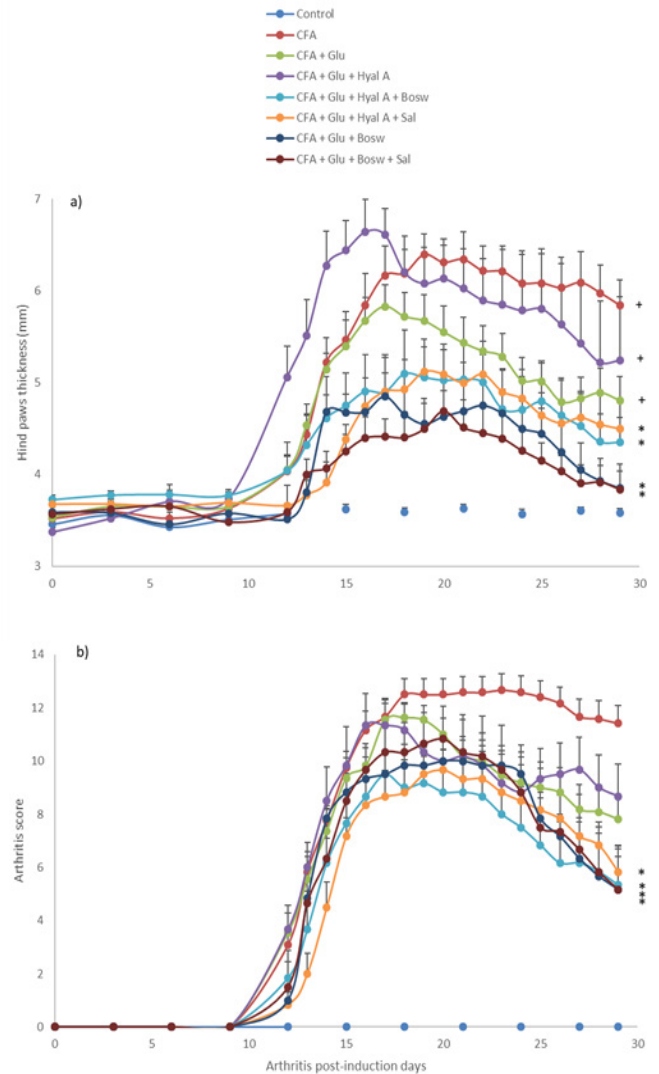 Control
CFA
CFA + Glu
CFA + Glu + Hyal A
CFA + Glu + Hyal A + Bosw
CFA + Glu + Hyal A + Sal
CFA + Glu + Bosw
CFA + Glu + Bosw + Sal
a)
Hind paws thickness (mm)
7
6
5
4
3
+
+
+
*
*
*
*
0 5 10 15 20 25 30
b)
Arthritis score
14
12
10
8
6
4
2
0
*
*
*
*
0 5 10 15 20 25 30
Arthritis post-induction days